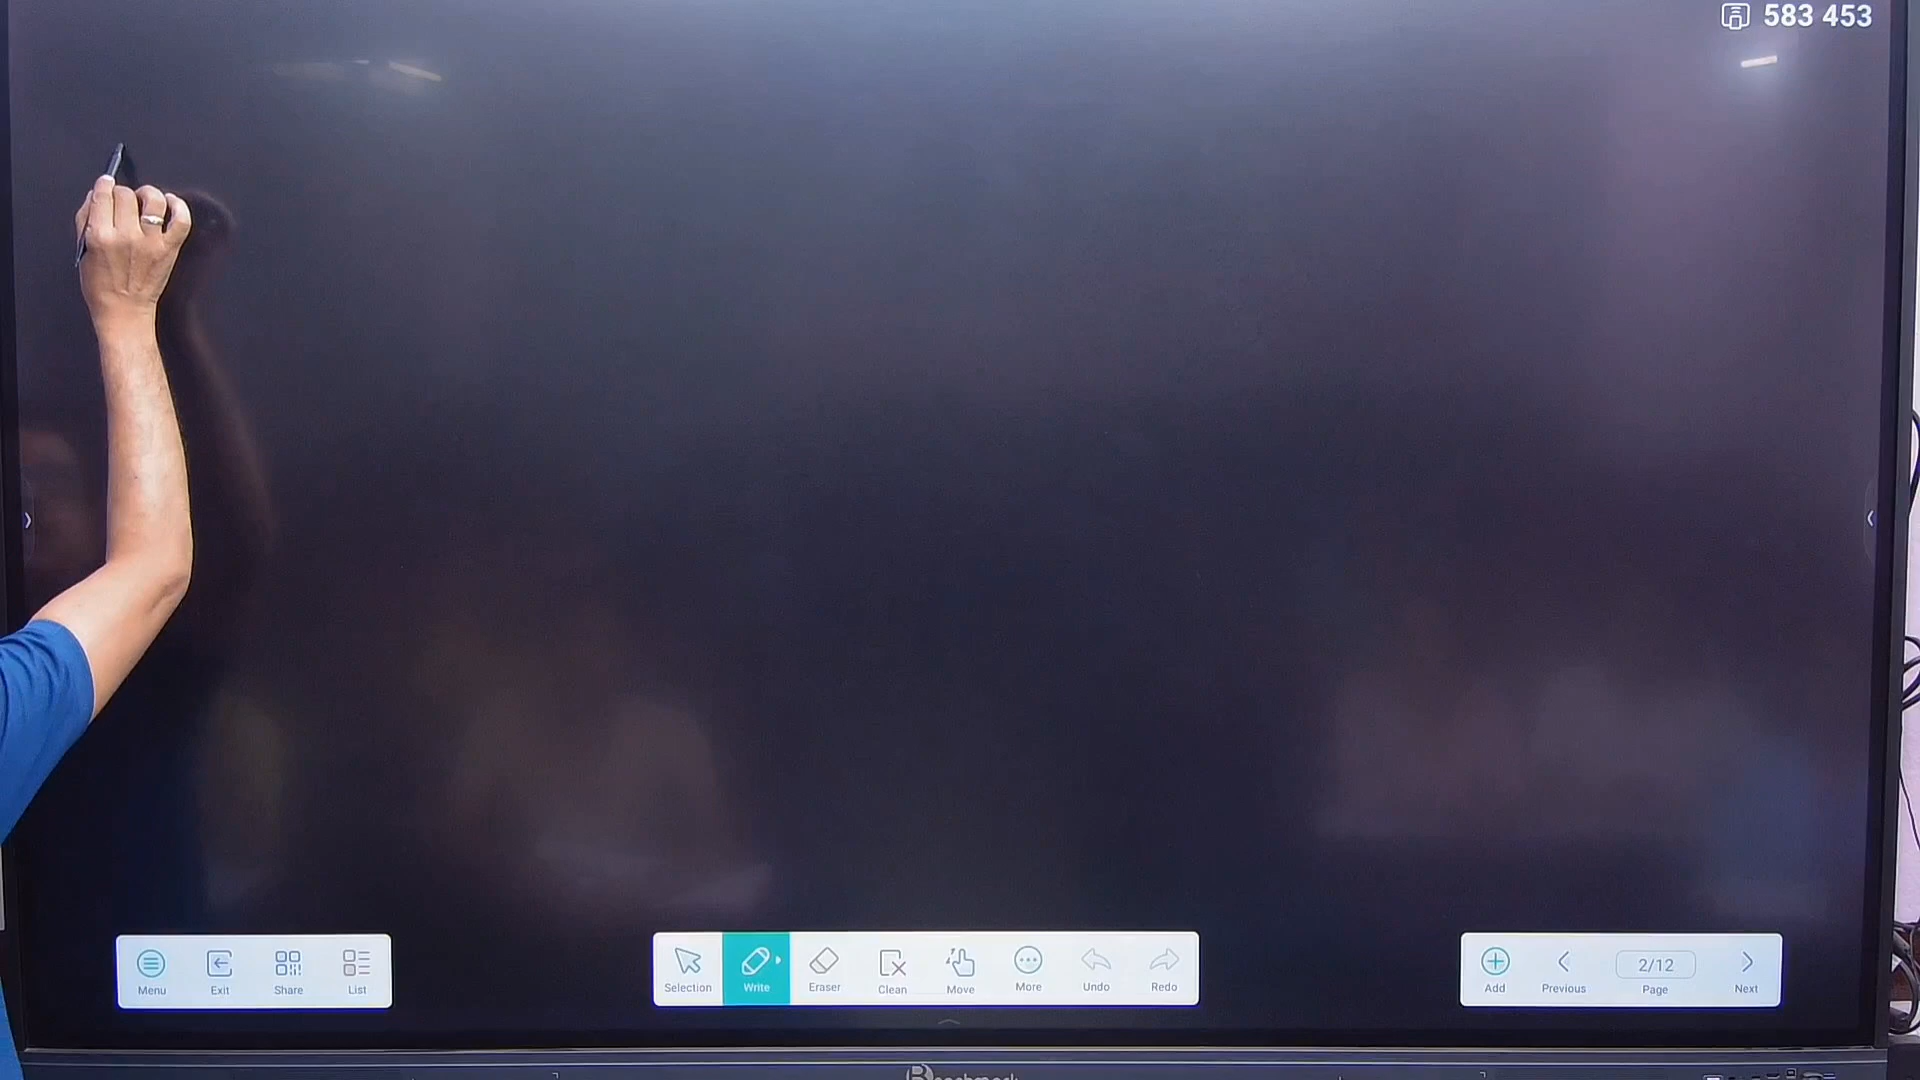 583 453
Menu Exit Share List
Selection Write Eraser Clean Move More Undo Redo
Add Previous 2/12 Page Next
Benchmark